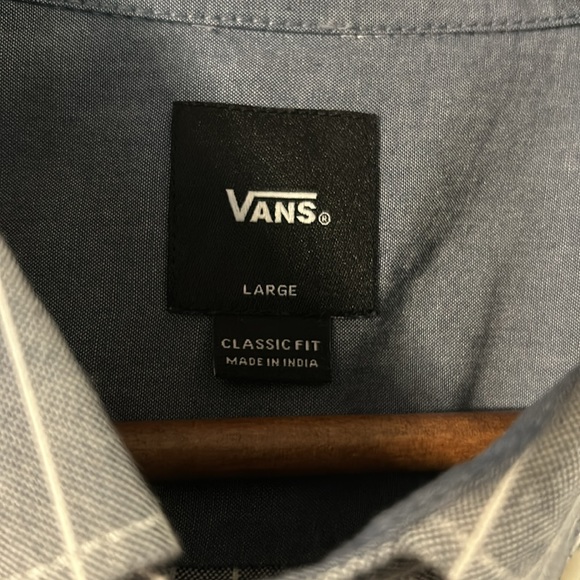 VANS®
LARGE
CLASSIC FIT
MADE IN INDIA